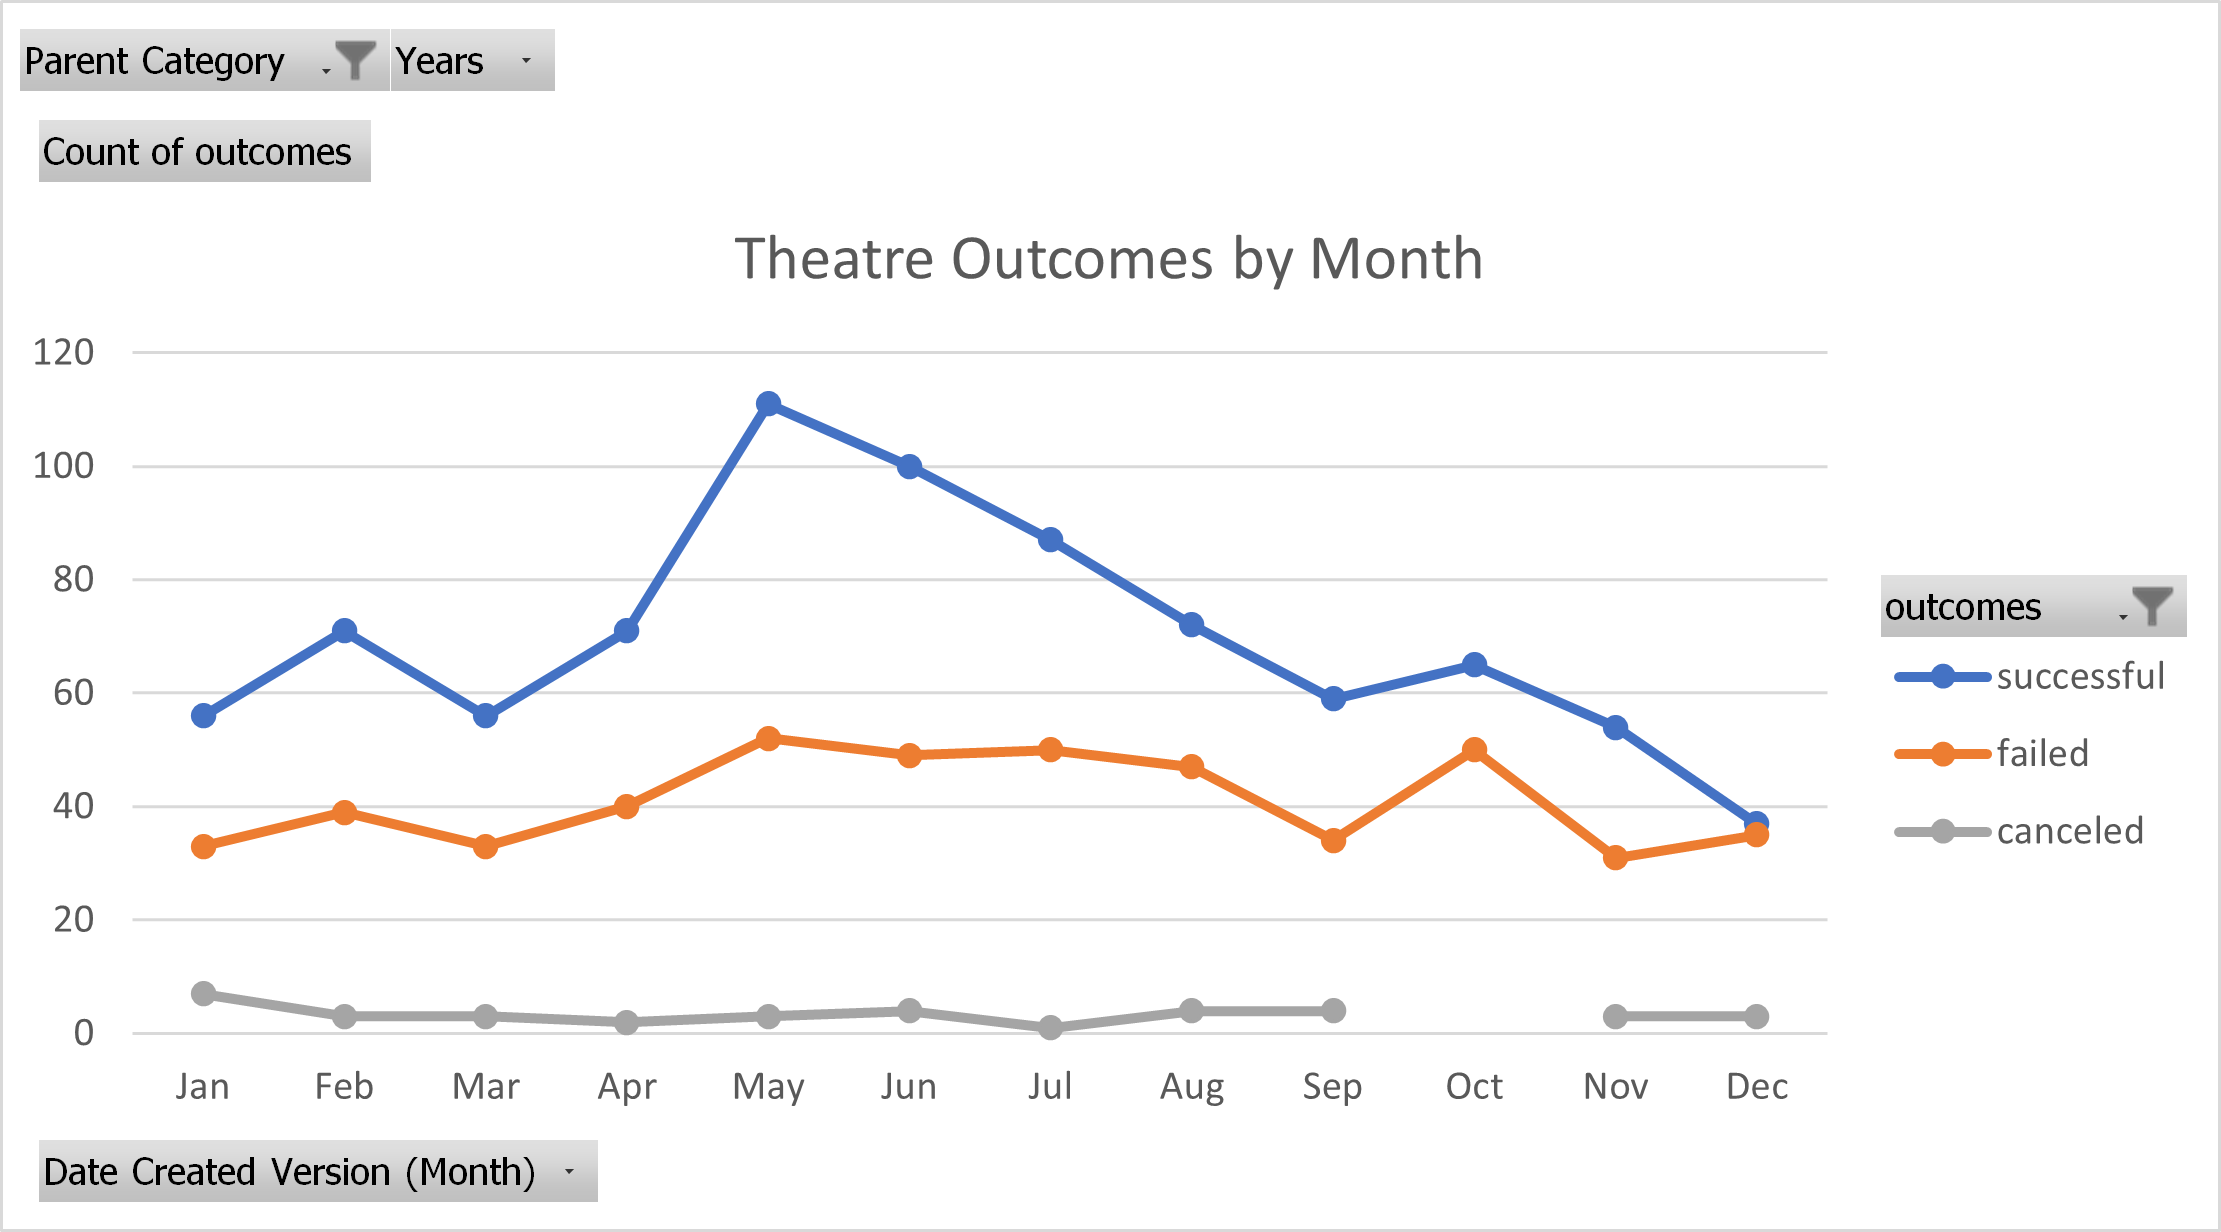 Parent Category Years
Count of outcomes
Theatre Outcomes by Month
120
100
80
60
40
20
0
Jan Feb Mar Apr May Jun Jul Aug Sep Oct Nov Dec
outcomes
successful
failed
canceled
Date Created Version (Month)